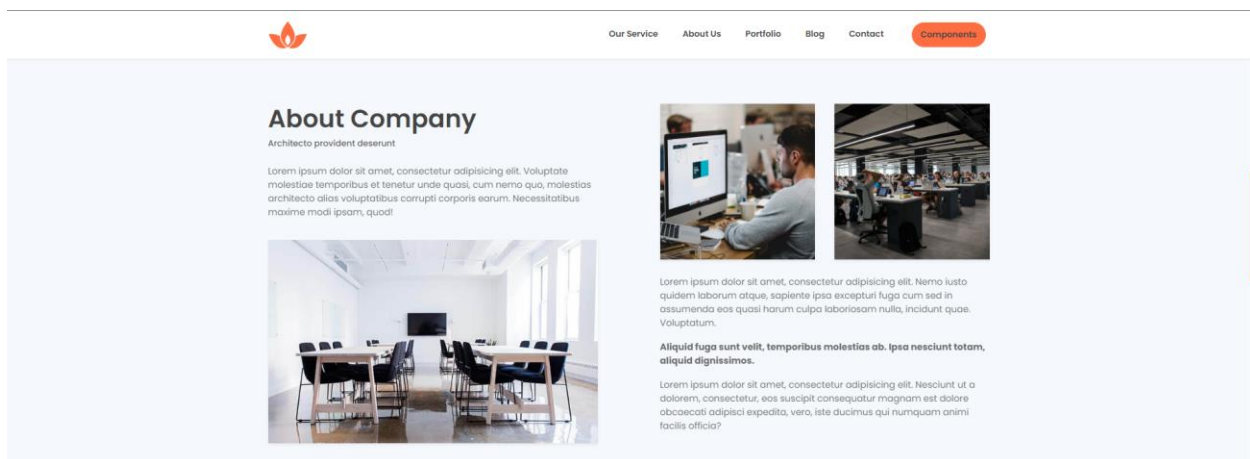 Our Service About Us Portfolio Blog Contact Components
About Company
Architecto provident deserunt
Lorem ipsum dolor sit amet, consectetur adipisicing elit. Voluptate
molestiae temporibus et tenetur unde quasi, cum nemo quo, molestias
architecto alias voluptatibus corrupti corporis earum. Necessitatibus
maxime modi ipsam, quod!
Lorem ipsum dolor sit amet, consectetur adipisicing elit. Nemo iusto
quidem laborum atque, sapiente ipsa excepturi fuga cum sed in
assumenda eos quasi harum culpa laboriosam nulla, incidunt quae.
Voluptatum.
Aliquid fuga sunt velit, temporibus molestias ab. Ipsa nesciunt totam,
aliquid dignissimos.
Lorem ipsum dolor sit amet, consectetur adipisicing elit. Nesciunt ut a
dolorem, consectetur, eos suscipit consequatur magnam est dolore
obcaecati adipisci expedita, vero, iste ducimus qui numquam animi
facilis officia?